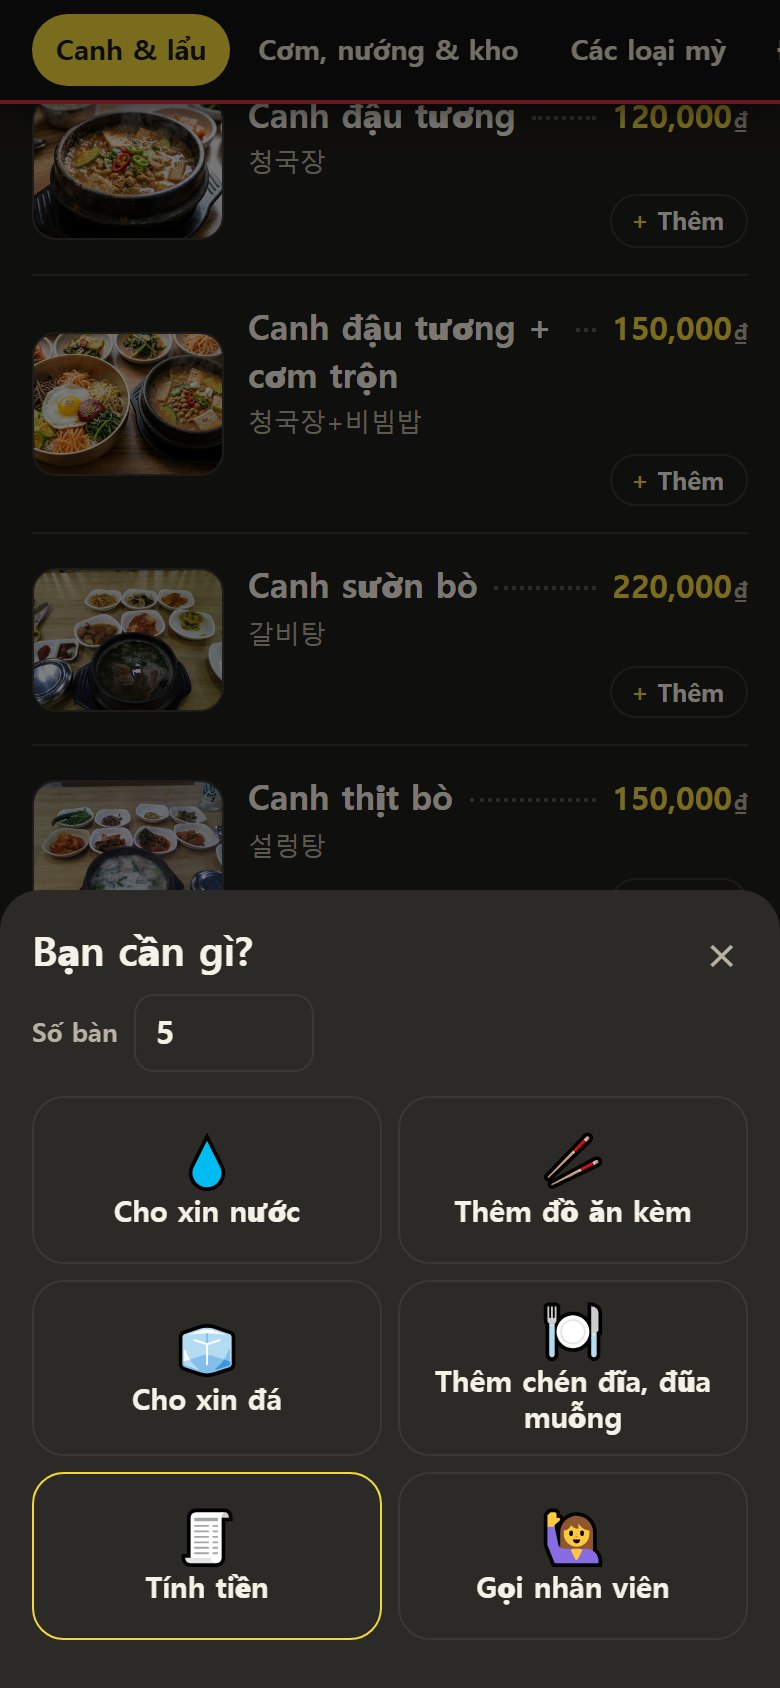 Canh & lẩu
Cơm, nướng & kho
Các loại mỳ
Canh đậu tương 120,000₫
청국장
+ Thêm
Canh đậu tương + 150,000₫
cơm trộn
청국장+비빔밥
+ Thêm
Canh sườn bò 220,000₫
갈비탕
+ Thêm
Canh thịt bò 150,000₫
설렁탕
Bạn cần gì?
×
Số bàn 5
Cho xin nước
Thêm đồ ăn kèm
Cho xin đá
Thêm chén đĩa, đũa
muỗng
Tính tiền
Gọi nhân viên